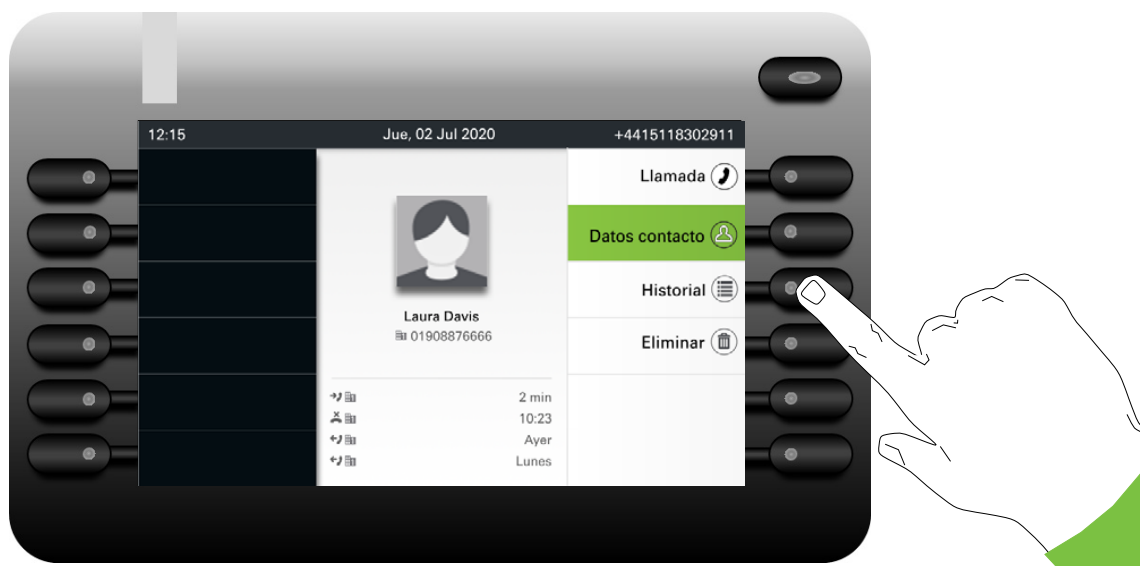 12:15 Jue, 02 Jul 2020 +4415118302911
Llamada
Datos contacto
Historial
Eliminar
Laura Davis
01908876666
2 min
10:23
Ayer
Lunes